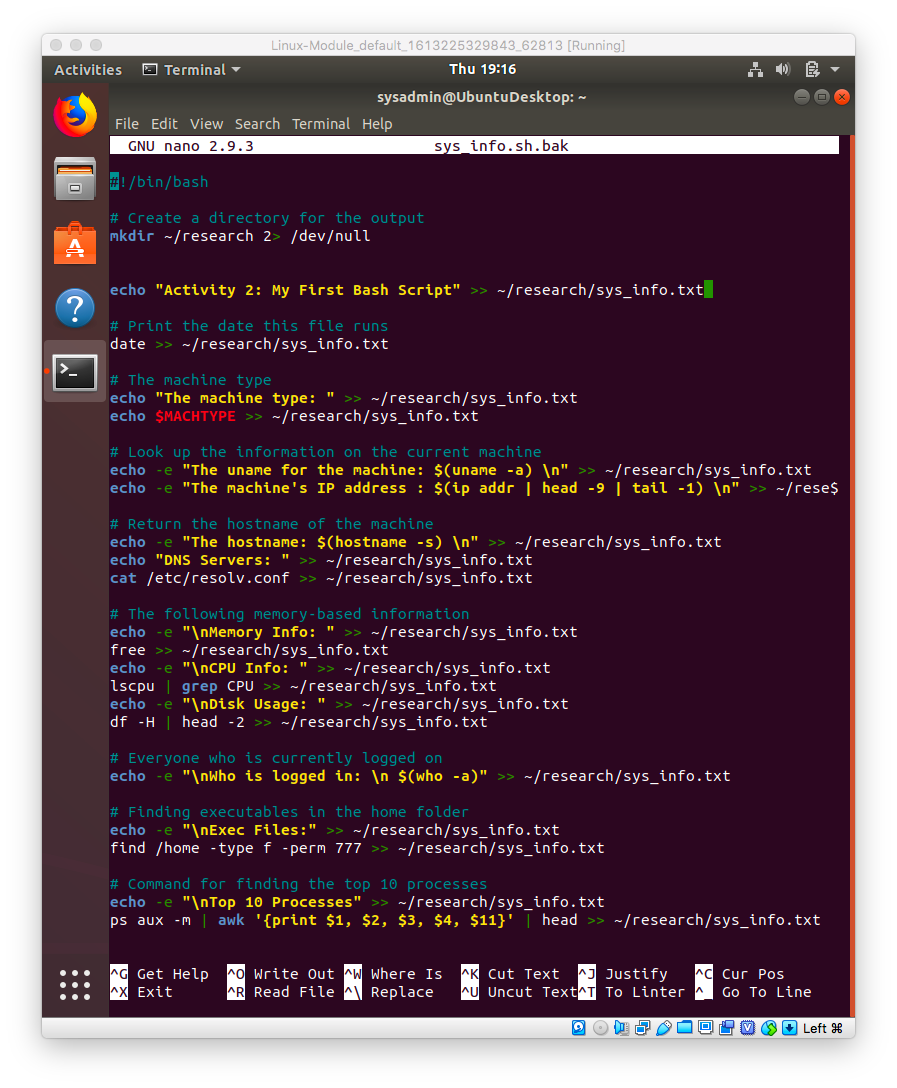 Linux-Module_default_1613225329843_62813 [Running]
Activities Terminal Thu 19:16
sysadmin@UbuntuDesktop: ~
File Edit View Search Terminal Help
GNU nano 2.9.3 sys_info.sh.bak
#!/bin/bash
# Create a directory for the output
mkdir ~/research 2> /dev/null
echo "Activity 2: My First Bash Script" >> ~/research/sys_info.txt
# Print the date this file runs
date >> ~/research/sys_info.txt
# The machine type
echo "The machine type: " >> ~/research/sys_info.txt
echo $MACHTYPE >> ~/research/sys_info.txt
# Look up the information on the current machine
echo -e "The uname for the machine: $(uname -a) \n" >> ~/research/sys_info.txt
echo -e "The machine's IP address : $(ip addr | head -9 | tail -1) \n" >> ~/rese$
# Return the hostname of the machine
echo -e "The hostname: $(hostname -s) \n" >> ~/research/sys_info.txt
echo "DNS Servers: " >> ~/research/sys_info.txt
cat /etc/resolv.conf >> ~/research/sys_info.txt
# The following memory-based information
echo -e "\nMemory Info: " >> ~/research/sys_info.txt
free >> ~/research/sys_info.txt
echo -e "\nCPU Info: " >> ~/research/sys_info.txt
lscpu | grep CPU >> ~/research/sys_info.txt
echo -e "\nDisk Usage: " >> ~/research/sys_info.txt
df -H | head -2 >> ~/research/sys_info.txt
# Everyone who is currently logged on
echo -e "\nWho is logged in: \n $(who -a)" >> ~/research/sys_info.txt
# Finding executables in the home folder
echo -e "\nExec Files:" >> ~/research/sys_info.txt
find /home -type f -perm 777 >> ~/research/sys_info.txt
# Command for finding the top 10 processes
echo -e "\nTop 10 Processes" >> ~/research/sys_info.txt
ps aux -m | awk '{print $1, $2, $3, $4, $11}' | head >> ~/research/sys_info.txt
^G Get Help ^O Write Out ^W Where Is ^K Cut Text ^J Justify ^C Cur Pos
^X Exit ^R Read File ^\ Replace ^U Uncut Text ^T To Linter ^_ Go To Line
Left ⌘